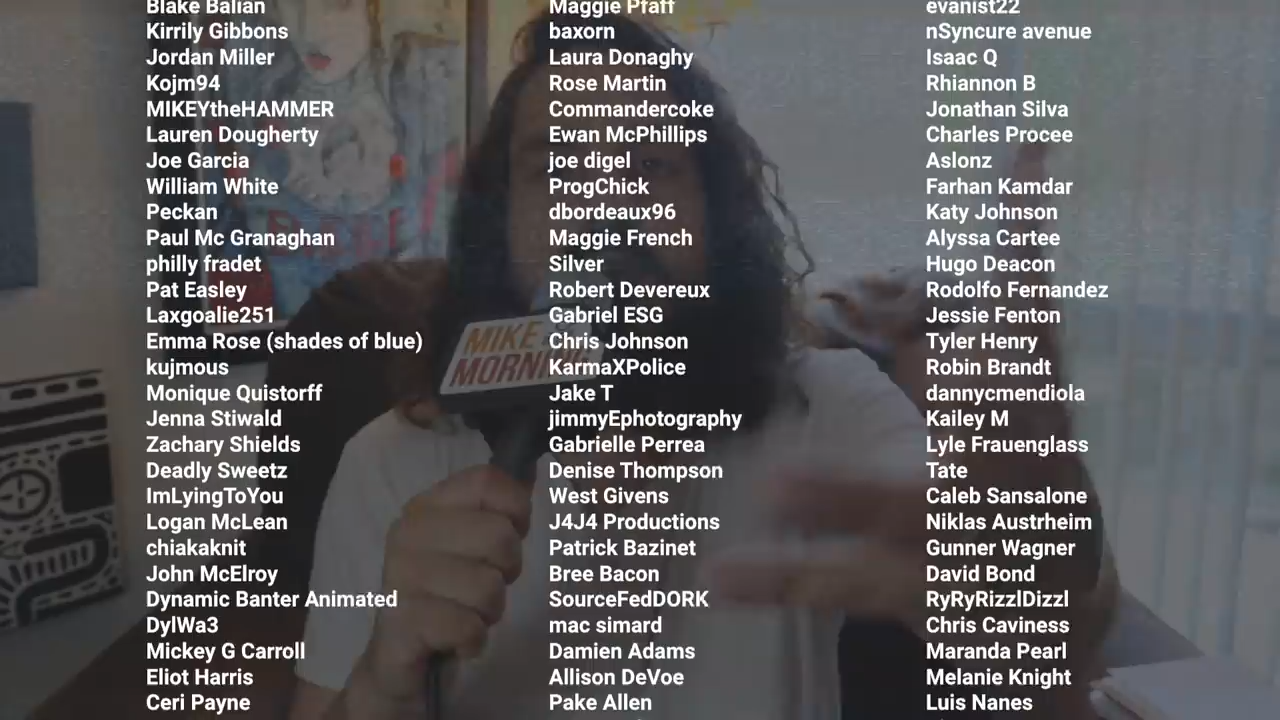 Blake Balian
Kirrily Gibbons
Jordan Miller
Kojm94
MIKEYtheHAMMER
Lauren Dougherty
Joe Garcia
William White
Peckan
Paul Mc Granaghan
philly fradet
Pat Easley
Laxgoalie251
Emma Rose (shades of blue)
kujmous
Monique Quistorff
Jenna Stiwald
Zachary Shields
Deadly Sweetz
ImLyingToYou
Logan McLean
chiakaknit
John McElroy
Dynamic Banter Animated
DylWa3
Mickey G Carroll
Eliot Harris
Ceri Payne
Maggie Pfaff
baxorn
Laura Donaghy
Rose Martin
Commandercoke
Ewan McPhillips
joe digel
ProgChick
dbordeaux96
Maggie French
Silver
Robert Devereux
Gabriel ESG
Chris Johnson
KarmaXPolice
Jake T
jimmyEphotography
Gabrielle Perrea
Denise Thompson
West Givens
J4J4 Productions
Patrick Bazinet
Bree Bacon
SourceFedDORK
mac simard
Damien Adams
Allison DeVoe
Pake Allen
evanist22
nSyncure avenue
Isaac Q
Rhiannon B
Jonathan Silva
Charles Procee
Aslonz
Farhan Kamdar
Katy Johnson
Alyssa Cartee
Hugo Deacon
Rodolfo Fernandez
Jessie Fenton
Tyler Henry
Robin Brandt
dannycmendiola
Kailey M
Lyle Frauenglass
Tate
Caleb Sansalone
Niklas Austrheim
Gunner Wagner
David Bond
RyRyRizzlDizzl
Chris Caviness
Maranda Pearl
Melanie Knight
Luis Nanes
MIKE